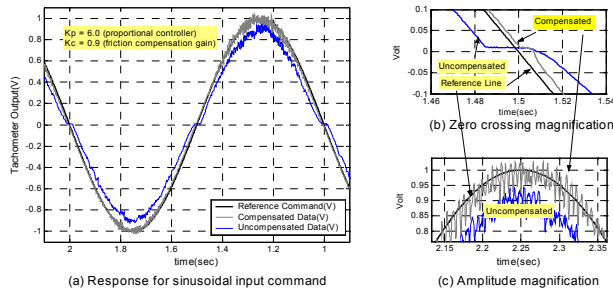 Kp = 6.0 (proportional controller)
Kc = 0.9 (friction compensation gain)
Tachometer Output(V)
1
0.8
0.6
0.4
0.2
0
-0.2
-0.4
-0.6
-0.8
-1
Reference Command(V)
Compensated Data(V)
Uncompensated Data(V)
2 1.8 1.6 1.4 1.2
time(sec)
(a) Response for sinusoidal input command
Volt
0.1
0.05
0
-0.05
-0.1
Compensated
Uncompensated
Reference Line
1.46 1.48 1.5 1.52 1.54
time(sec)
(b) Zero crossing magnification
Volt
1
0.95
0.9
0.85
0.8
Uncompensated
2.15 2.2 2.25 2.3 2.35
time(sec)
(c) Amplitude magnification